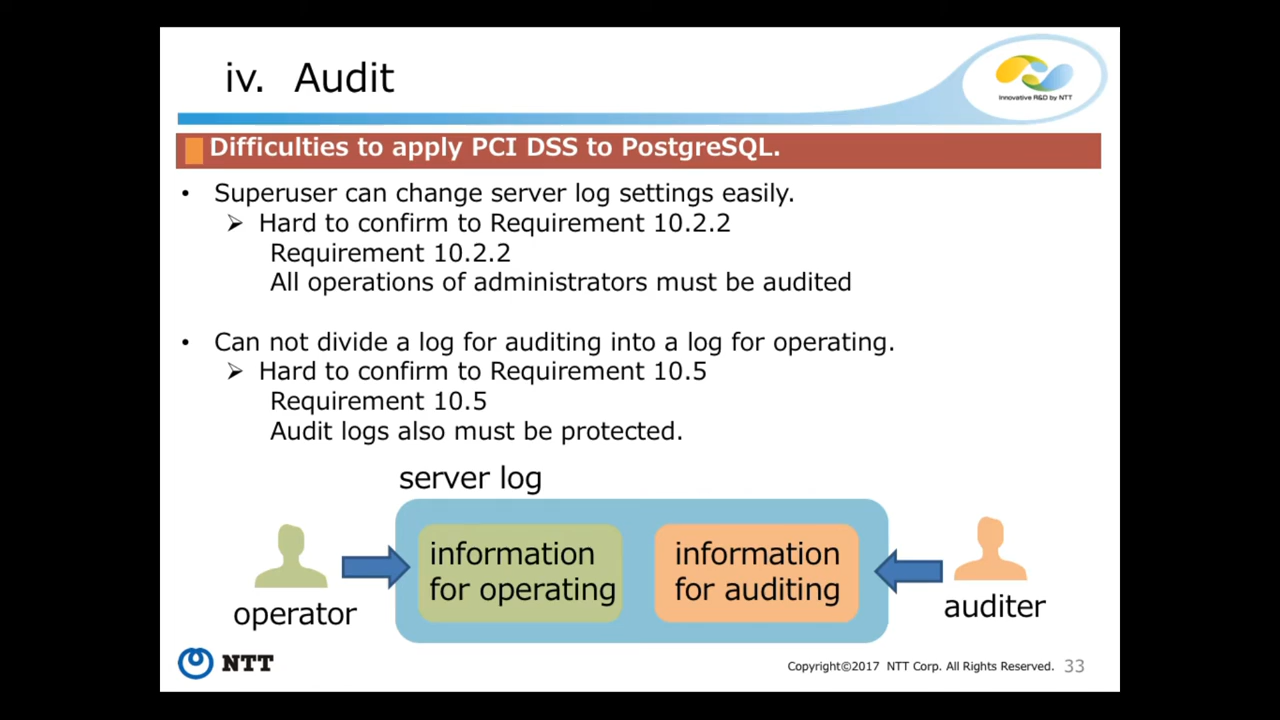 iv. Audit
Innovative R&D by NTT
Difficulties to apply PCI DSS to PostgreSQL.
• Superuser can change server log settings easily.
➢ Hard to confirm to Requirement 10.2.2
Requirement 10.2.2
All operations of administrators must be audited
• Can not divide a log for auditing into a log for operating.
➢ Hard to confirm to Requirement 10.5
Requirement 10.5
Audit logs also must be protected.
server log
information
for operating
information
for auditing
operator
auditer
NTT
Copyright©2017 NTT Corp. All Rights Reserved. 33